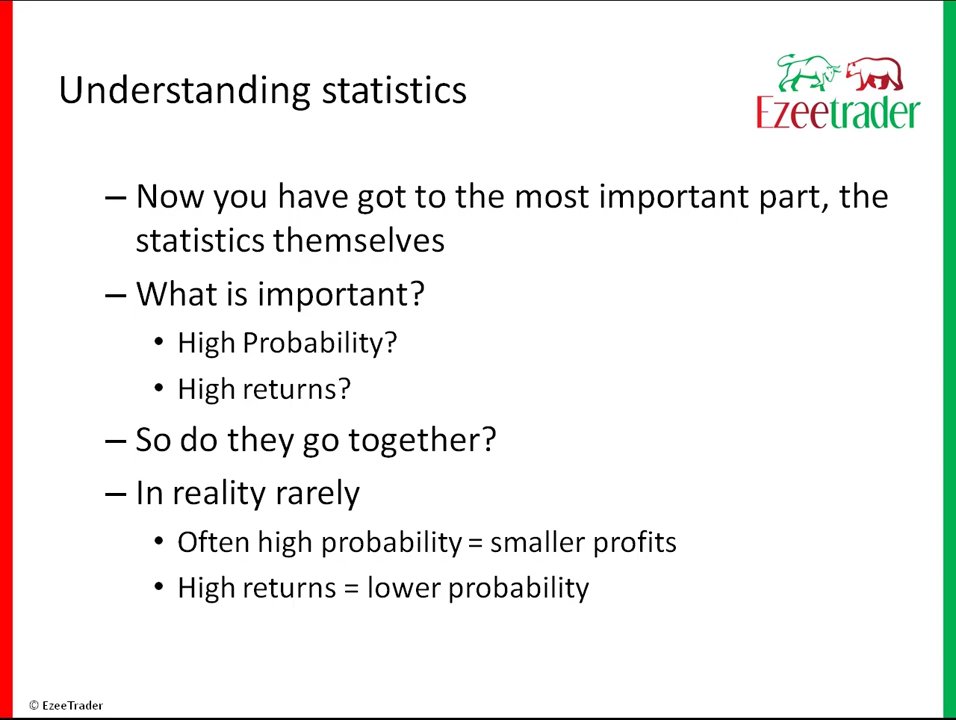 Understanding statistics
Ezeetrader
– Now you have got to the most important part, the
statistics themselves
– What is important?
• High Probability?
• High returns?
– So do they go together?
– In reality rarely
• Often high probability = smaller profits
• High returns = lower probability
© EzeeTrader